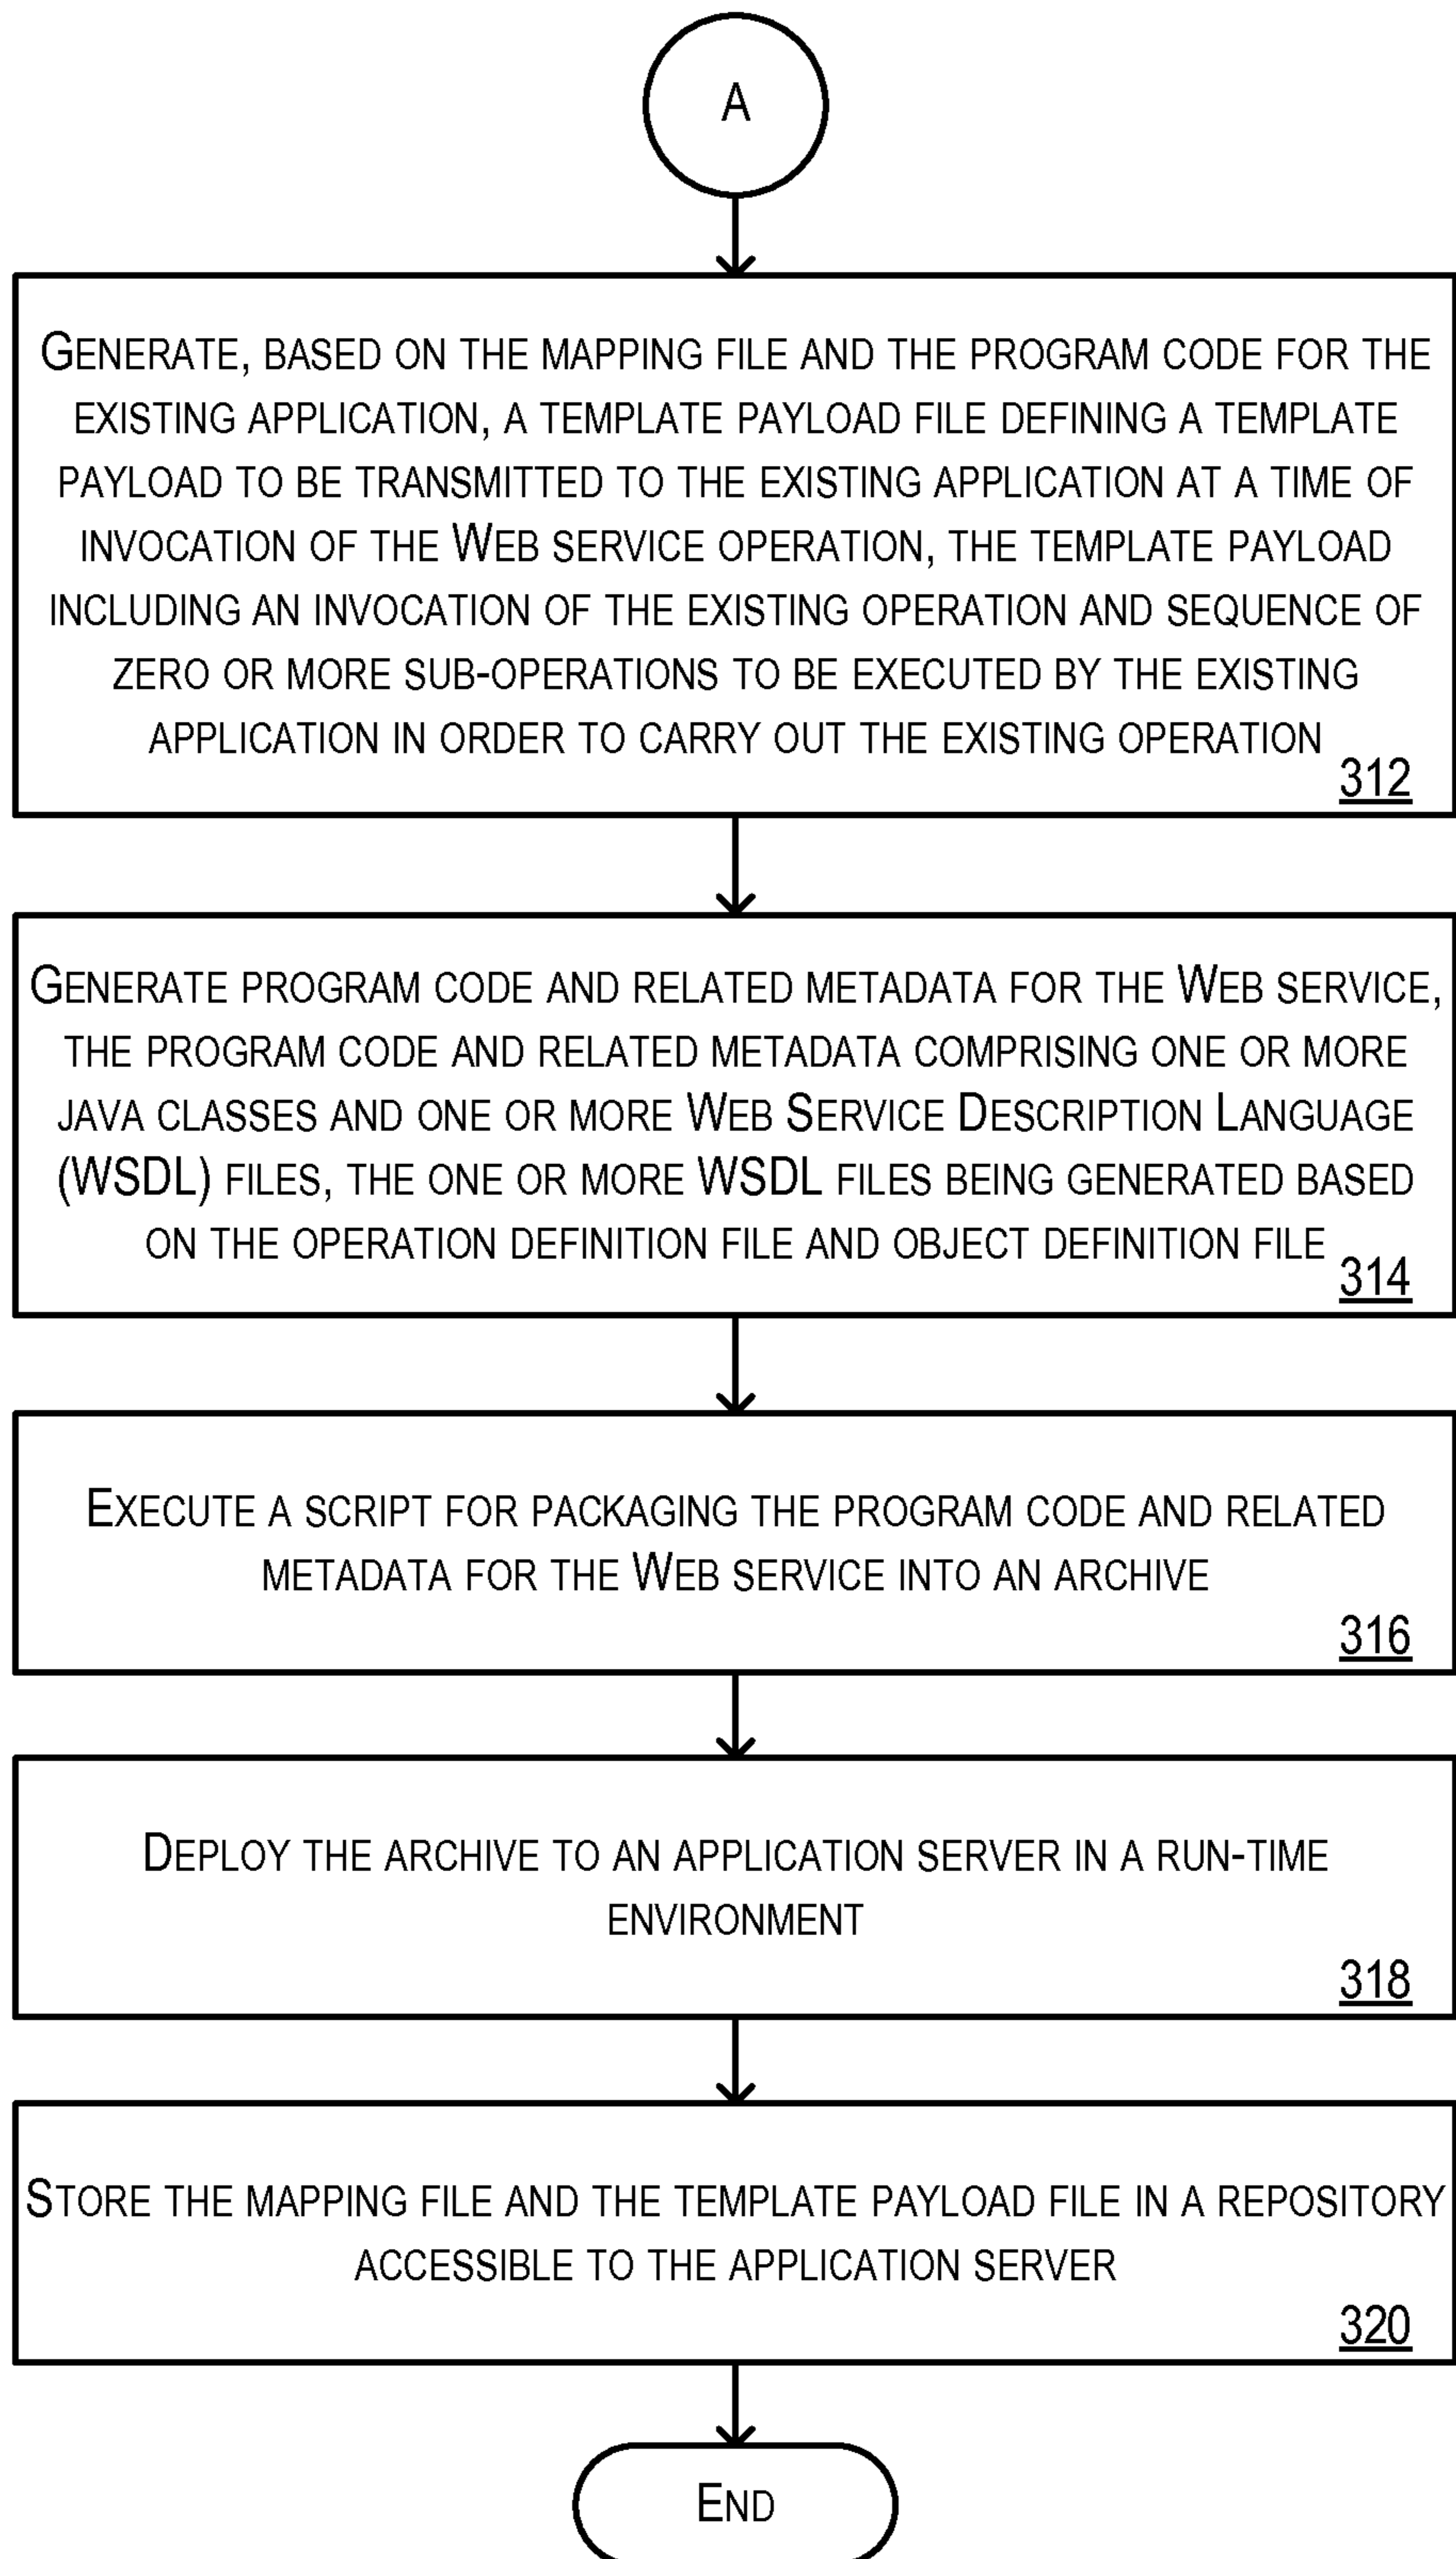 A
GENERATE, BASED ON THE MAPPING FILE AND THE PROGRAM CODE FOR THE
EXISTING APPLICATION, A TEMPLATE PAYLOAD FILE DEFINING A TEMPLATE
PAYLOAD TO BE TRANSMITTED TO THE EXISTING APPLICATION AT A TIME OF
INVOCATION OF THE WEB SERVICE OPERATION, THE TEMPLATE PAYLOAD
INCLUDING AN INVOCATION OF THE EXISTING OPERATION AND SEQUENCE OF
ZERO OR MORE SUB-OPERATIONS TO BE EXECUTED BY THE EXISTING
APPLICATION IN ORDER TO CARRY OUT THE EXISTING OPERATION
312
GENERATE PROGRAM CODE AND RELATED METADATA FOR THE WEB SERVICE,
THE PROGRAM CODE AND RELATED METADATA COMPRISING ONE OR MORE
JAVA CLASSES AND ONE OR MORE WEB SERVICE DESCRIPTION LANGUAGE
(WSDL) FILES, THE ONE OR MORE WSDL FILES BEING GENERATED BASED
ON THE OPERATION DEFINITION FILE AND OBJECT DEFINITION FILE
314
EXECUTE A SCRIPT FOR PACKAGING THE PROGRAM CODE AND RELATED
METADATA FOR THE WEB SERVICE INTO AN ARCHIVE
316
DEPLOY THE ARCHIVE TO AN APPLICATION SERVER IN A RUN-TIME
ENVIRONMENT
318
STORE THE MAPPING FILE AND THE TEMPLATE PAYLOAD FILE IN A REPOSITORY
ACCESSIBLE TO THE APPLICATION SERVER
320
END